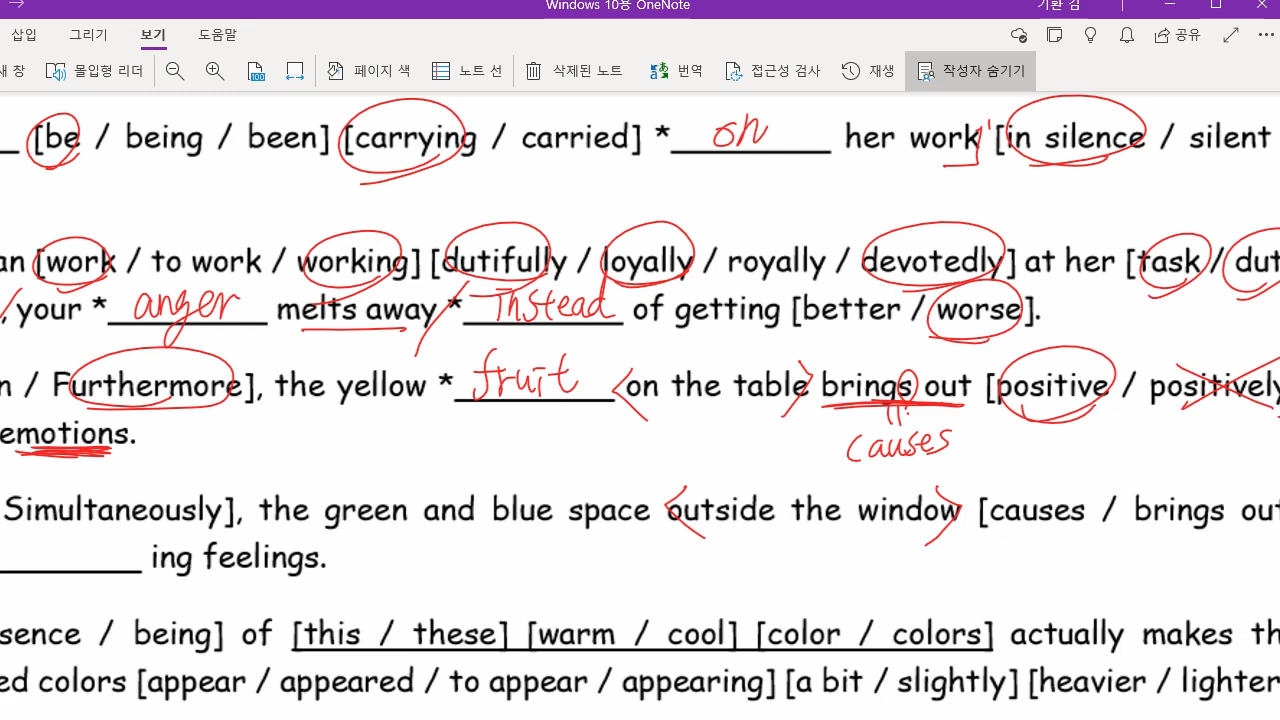 Windows 10용 OneNote 기환 김
삽입 그리기 보기 도움말 공유
새 창 몰입형 리더 페이지 색 노트 선 삭제된 노트 번역 접근성 검사 재생 작성자 숨기기
[be / being / been] [carrying / carried] * on her work [in silence / silent
an [work / to work / working] [dutifully / loyally / royally / devotedly] at her [task / dut
, your * anger melts away * Instead of getting [better / worse].
n / Furthermore], the yellow * fruit on the table brings out [positive / positively
emotions.
causes
Simultaneously], the green and blue space outside the window [causes / brings out
ing feelings.
sence / being] of [this / these] [warm / cool] [color / colors] actually makes th
ed colors [appear / appeared / to appear / appearing] [a bit / slightly] [heavier / lighter